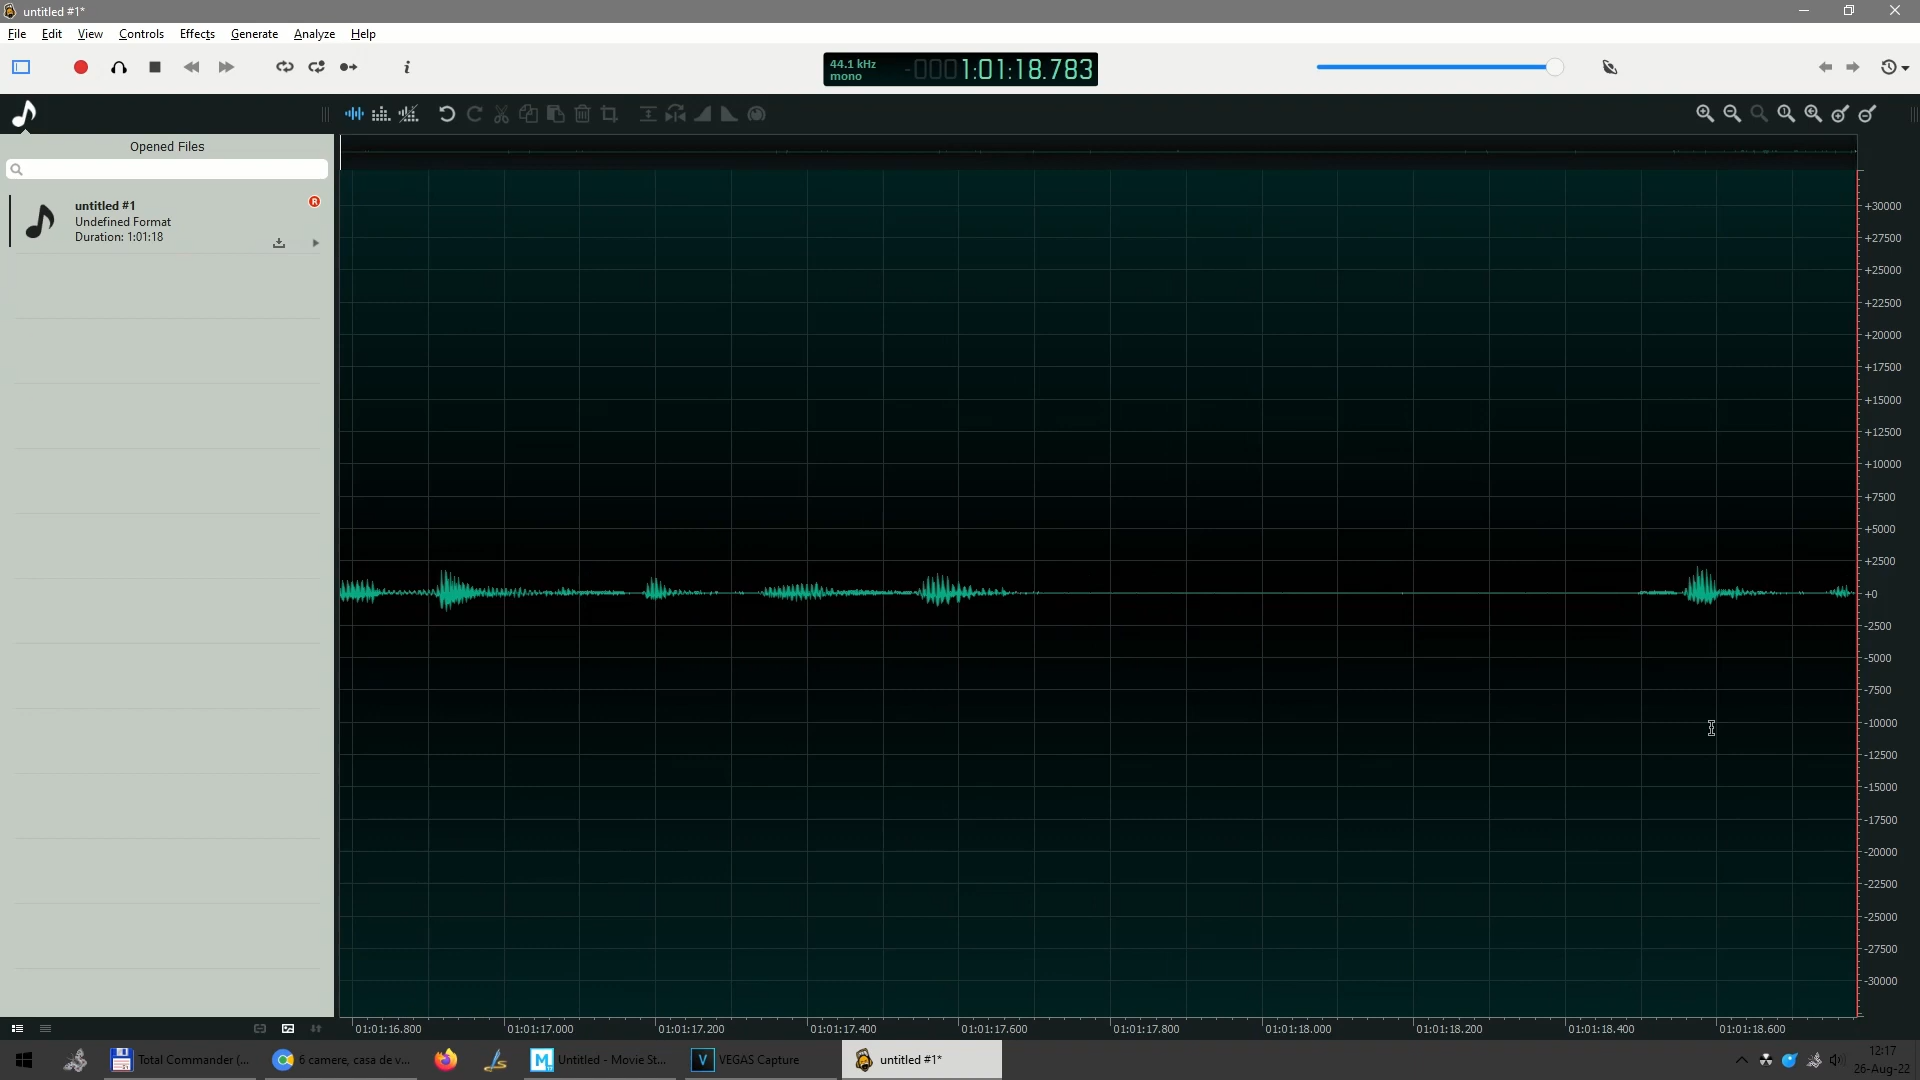 untitled #1*
File Edit View Controls Effects Generate Analyze Help
44.1 kHz
mono
-0001:01:18.783
Opened Files
untitled #1
R
Undefined Format
Duration: 1:01:18
+30000
+27500
+25000
+22500
+20000
+17500
+15000
+12500
+10000
+7500
+5000
+2500
+0
-2500
-5000
-7500
-10000
-12500
-15000
-17500
-20000
-22500
-25000
-27500
-30000
01:01:16.800 01:01:17.000 01:01:17.200 01:01:17.400 01:01:17.600 01:01:17.800 01:01:18.000 01:01:18.200 01:01:18.400 01:01:18.600
Total Commander (... 6 camere, casa de v... Untitled - Movie St... VEGAS Capture untitled #1*
12:17
26-Aug-22